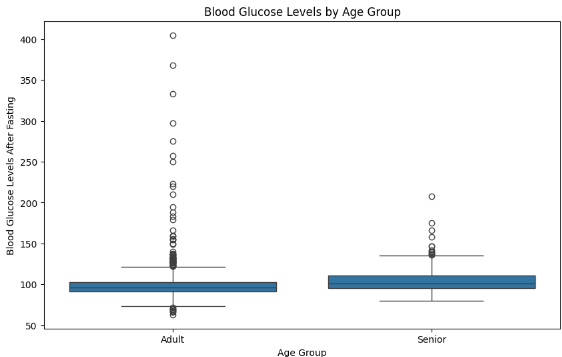 Blood Glucose Levels by Age Group
Blood Glucose Levels After Fasting
400
350
300
250
200
150
100
50
Adult
Senior
Age Group